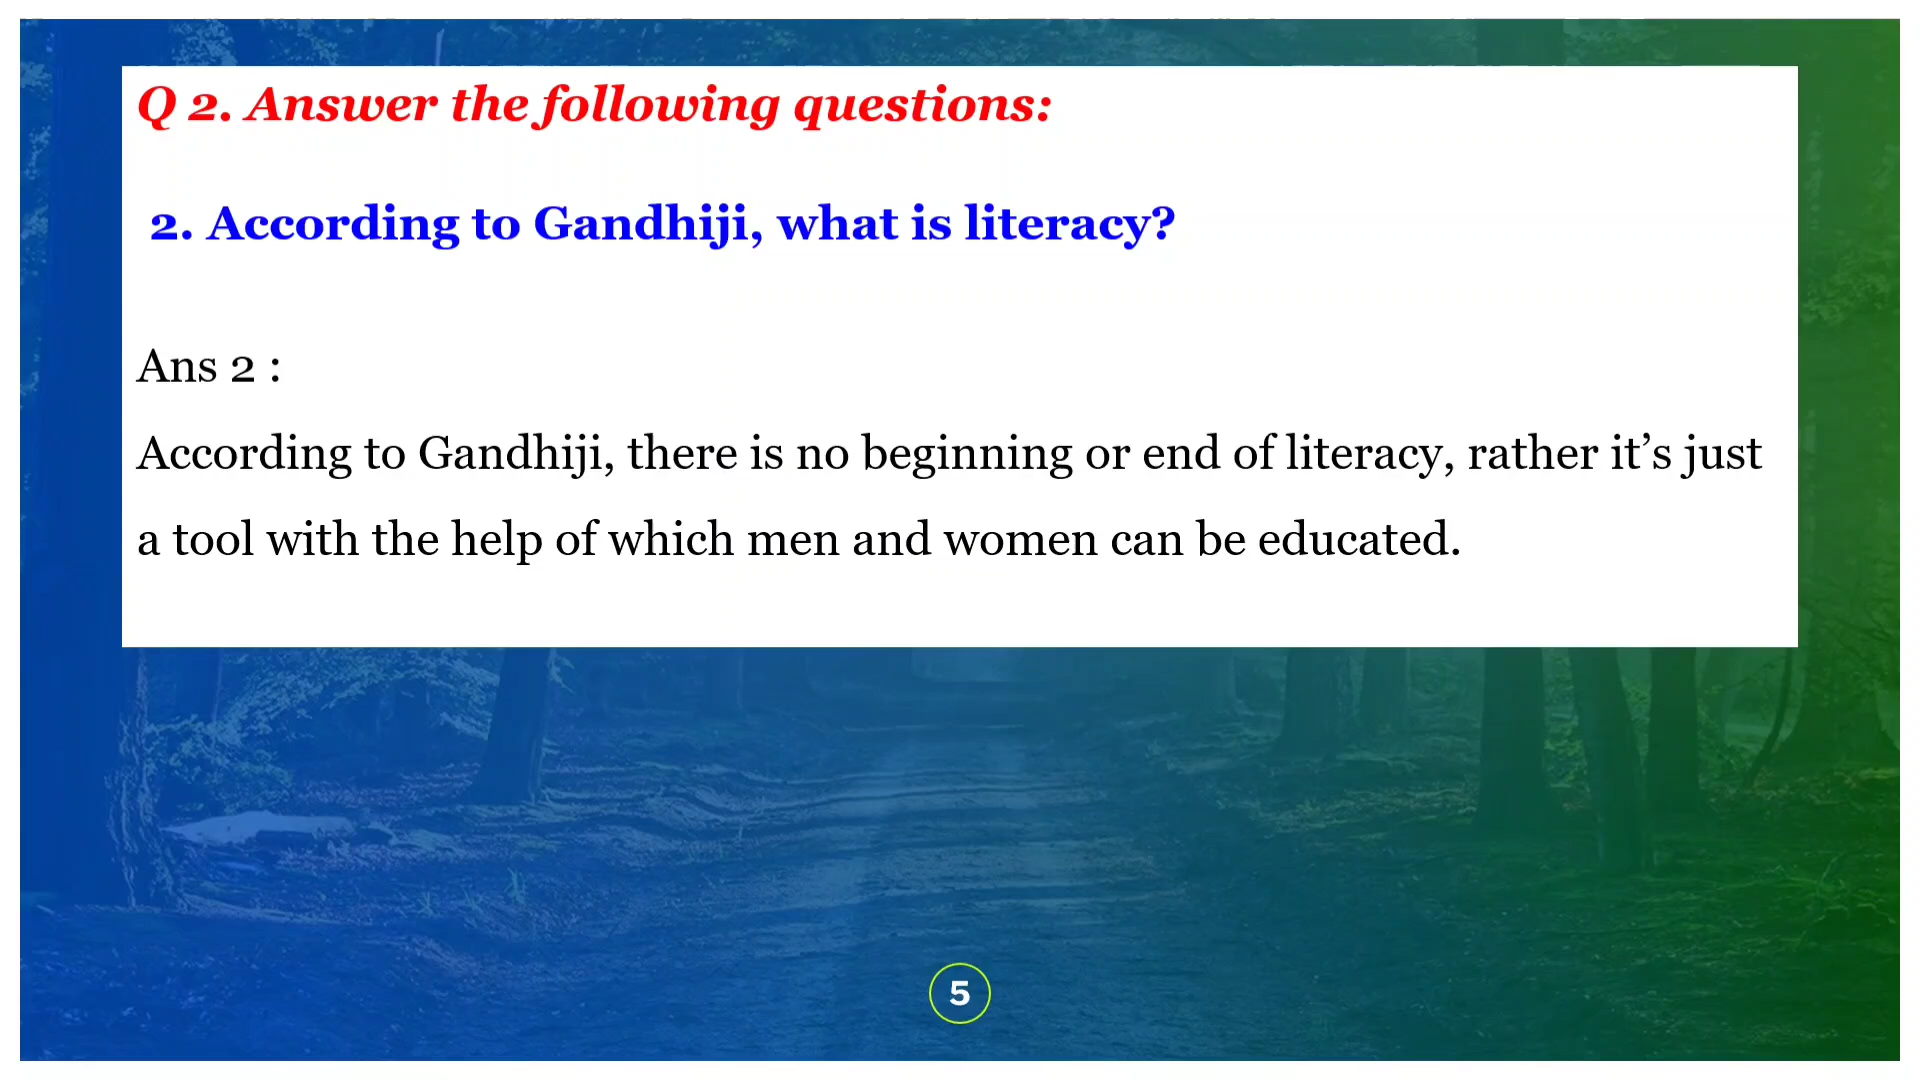 Q 2. Answer the following questions:
2. According to Gandhiji, what is literacy?
Ans 2 :
According to Gandhiji, there is no beginning or end of literacy, rather it’s just
a tool with the help of which men and women can be educated.
5